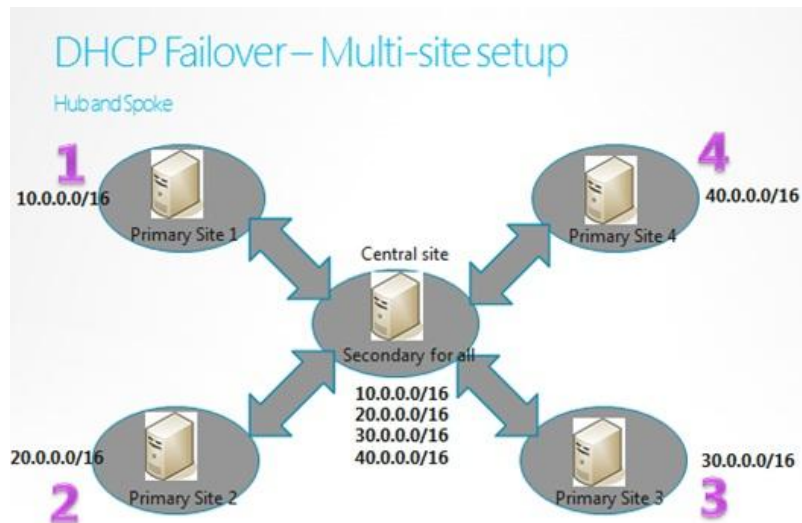 DHCP Failover – Multi-site setup
Hub and Spoke
1
10.0.0.0/16
Primary Site 1
4
40.0.0.0/16
Primary Site 4
Central site
Secondary for all
10.0.0.0/16
20.0.0.0/16
30.0.0.0/16
40.0.0.0/16
20.0.0.0/16
2
Primary Site 2
30.0.0.0/16
3
Primary Site 3